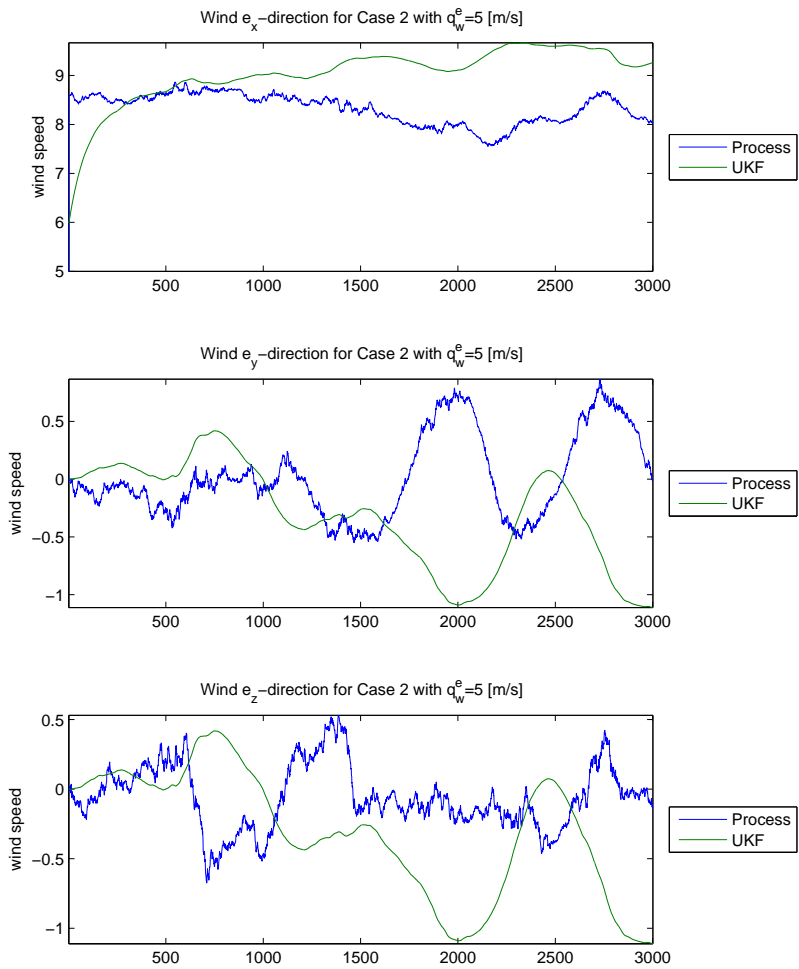 Wind e_x−direction for Case 2 with q_w^e=5 [m/s]
9
8
7
6
5
wind speed
500 1000 1500 2000 2500 3000
Process
UKF
Wind e_y−direction for Case 2 with q_w^e=5 [m/s]
0.5
0
−0.5
−1
wind speed
500 1000 1500 2000 2500 3000
Process
UKF
Wind e_z−direction for Case 2 with q_w^e=5 [m/s]
0.5
0
−0.5
−1
wind speed
500 1000 1500 2000 2500 3000
Process
UKF